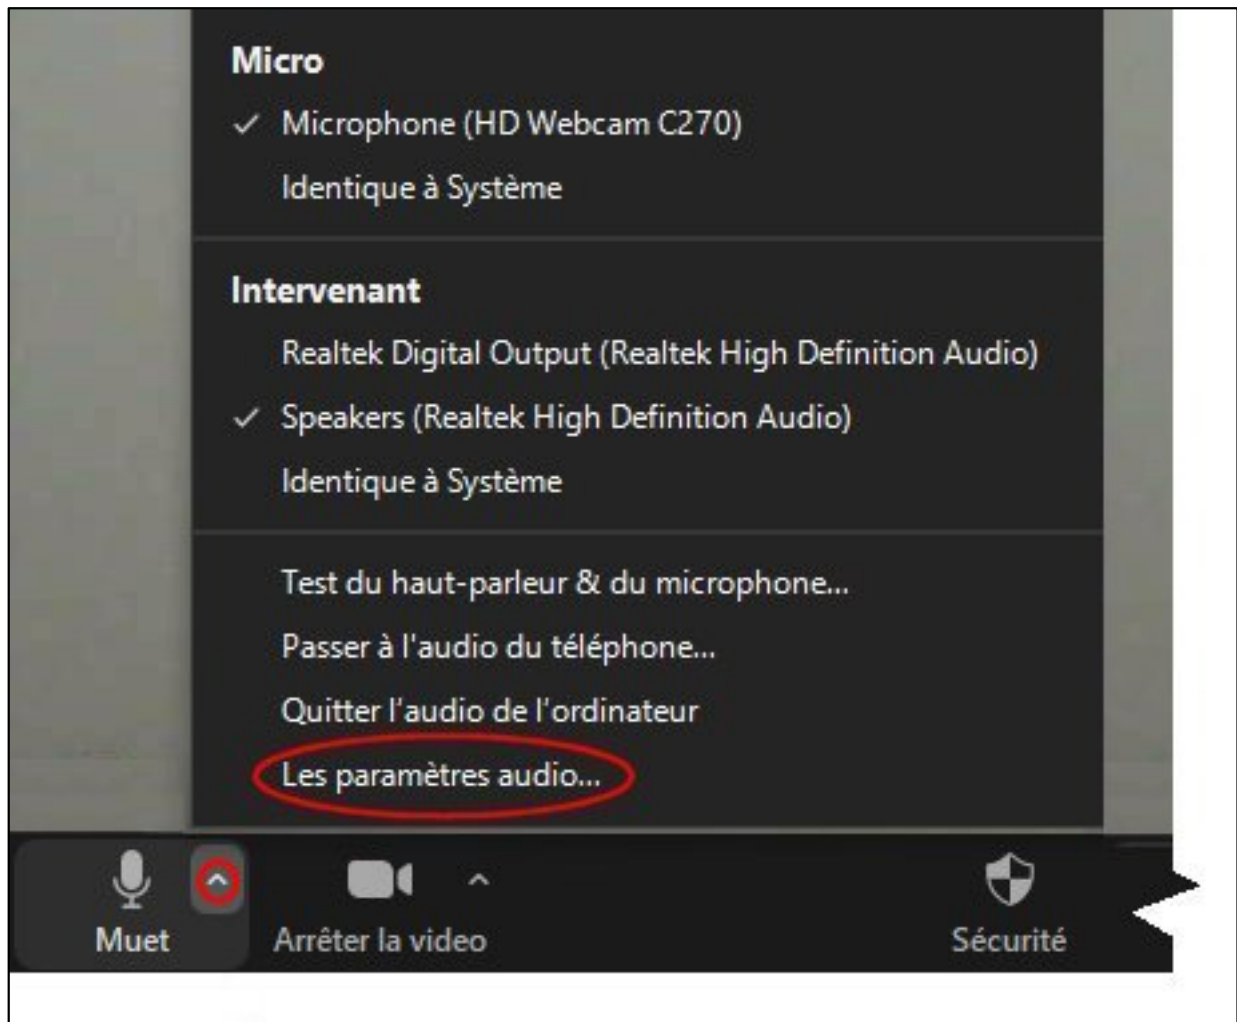 Micro
Microphone (HD Webcam C270)
Identique à Système
Intervenant
Realtek Digital Output (Realtek High Definition Audio)
Speakers (Realtek High Definition Audio)
Identique à Système
Test du haut-parleur & du microphone...
Passer à l'audio du téléphone...
Quitter l'audio de l'ordinateur
Les paramètres audio...
Muet
Arrêter la video
Sécurité